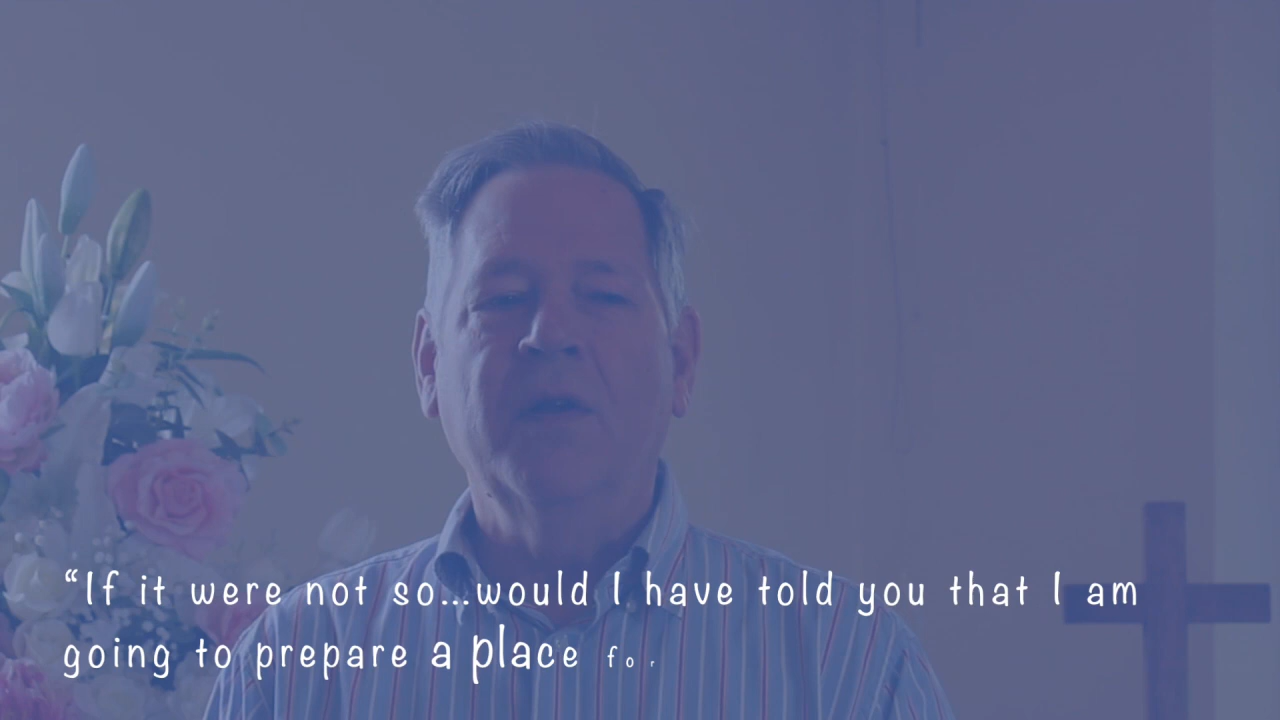 “If it were not so...would I have told you that I am
going to prepare a place for